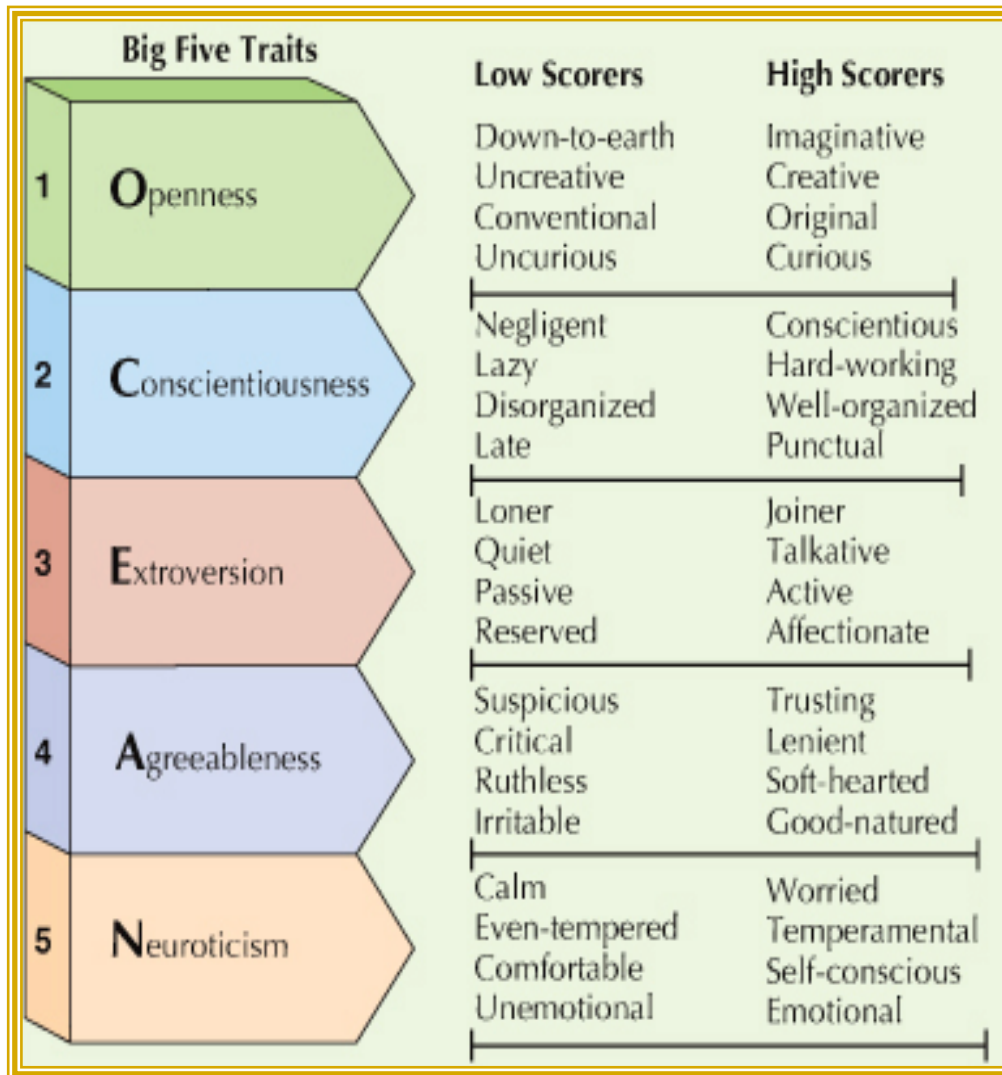 Big Five Traits
Low Scorers High Scorers
1 Openness
Down-to-earth Imaginative
Uncreative Creative
Conventional Original
Uncurious Curious
2 Conscientiousness
Negligent Conscientious
Lazy Hard-working
Disorganized Well-organized
Late Punctual
3 Extroversion
Loner Joiner
Quiet Talkative
Passive Active
Reserved Affectionate
4 Agreeableness
Suspicious Trusting
Critical Lenient
Ruthless Soft-hearted
Irritable Good-natured
5 Neuroticism
Calm Worried
Even-tempered Temperamental
Comfortable Self-conscious
Unemotional Emotional